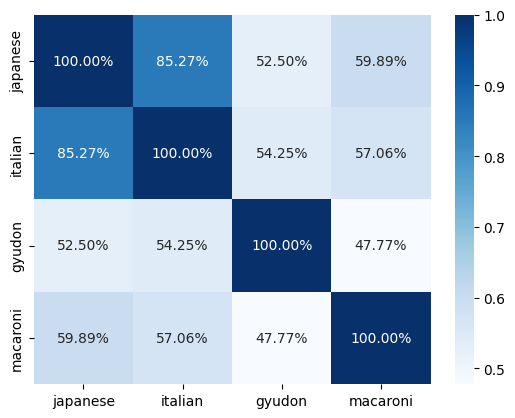 japanese 100.00% 85.27% 52.50% 59.89%
italian 85.27% 100.00% 54.25% 57.06%
gyudon 52.50% 54.25% 100.00% 47.77%
macaroni 59.89% 57.06% 47.77% 100.00%
japanese italian gyudon macaroni
1.0
0.9
0.8
0.7
0.6
0.5